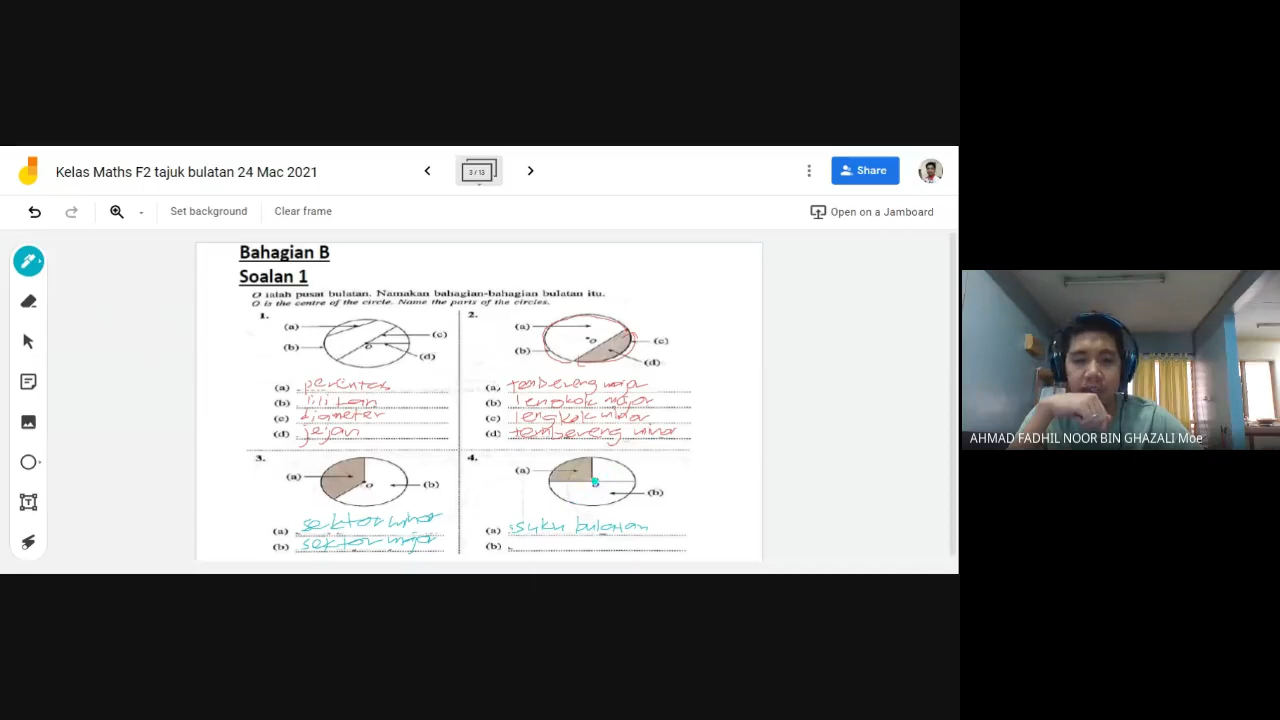 Kelas Maths F2 tajuk bulatan 24 Mac 2021
3 / 13
Share
Set background
Clear frame
Open on a Jamboard
Bahagian B
Soalan 1
O ialah pusat bulatan. Namakan bahagian-bahagian bulatan itu.
O is the centre of the circle. Name the parts of the circles.
1.
(a)
(b)
(c)
(d)
O
(a) perentas
(b) lilitan
(c) diameter
(d) jejari
2.
(a)
(b)
(c)
(d)
O
(a) tembereng major
(b) lengkok major
(c) lengkok minor
(d) tembereng minor
3.
(a)
(b)
O
(a) sektor minor
(b) sektor major
4.
(a)
(b)
(a) suku bulatan
(b)
AHMAD FADHIL NOOR BIN GHAZALI Moe